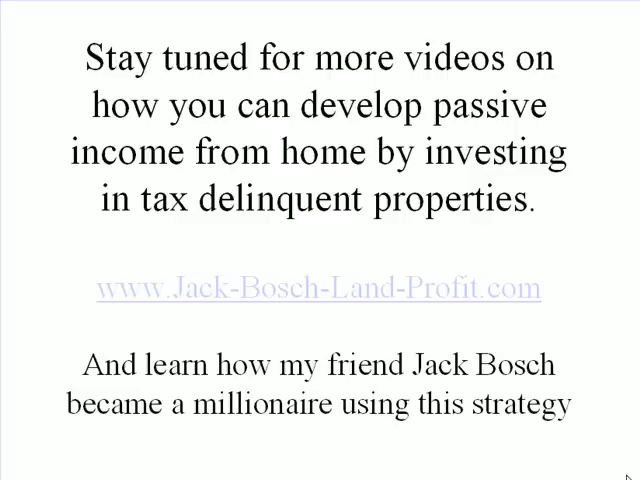 Stay tuned for more videos on
how you can develop passive
income from home by investing
in tax delinquent properties.
www.Jack-Bosch-Land-Profit.com
And learn how my friend Jack Bosch
became a millionaire using this strategy